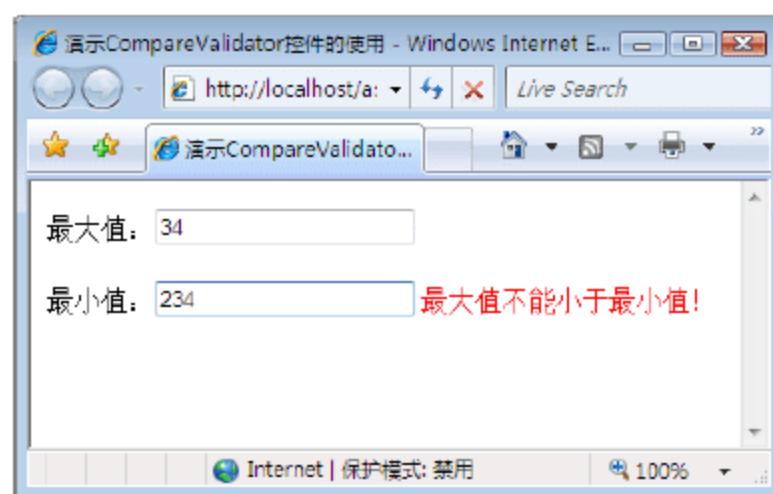 演示CompareValidator控件的使用 - Windows Internet E...
http://localhost/a:
Live Search
演示CompareValidato...
最大值：34
最小值：234 最大值不能小于最小值!
Internet | 保护模式: 禁用
100%